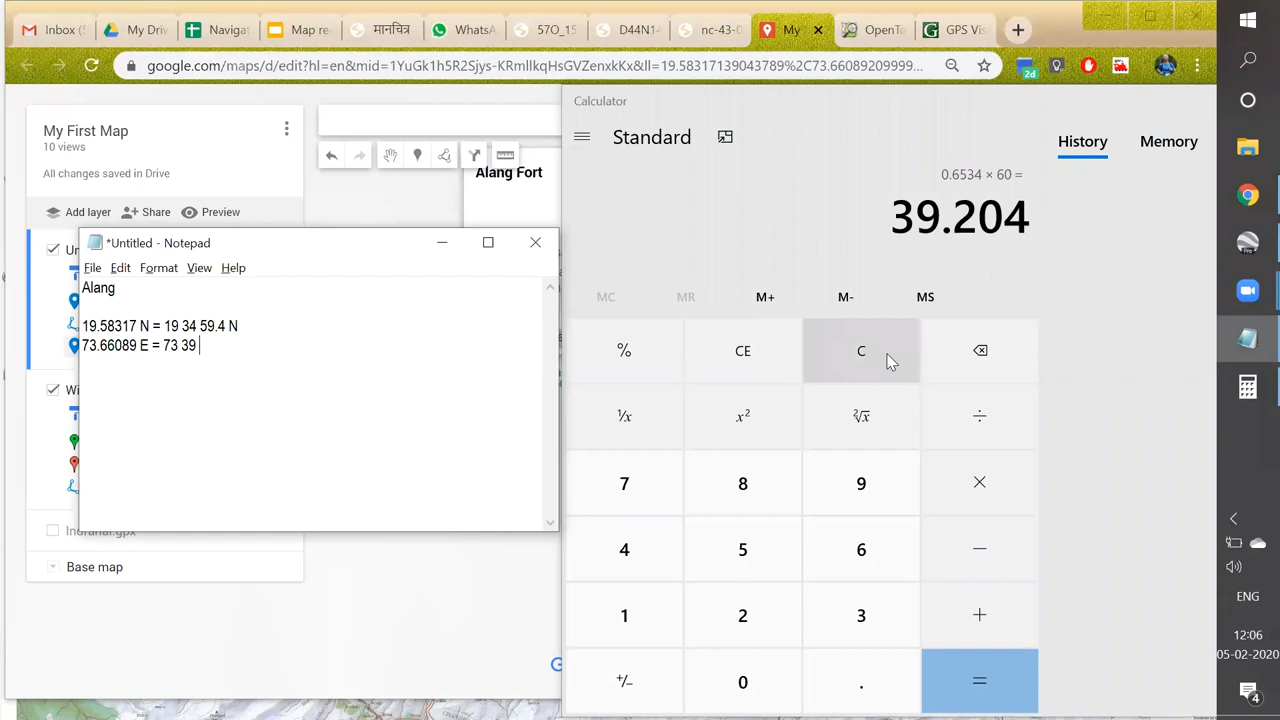 Inbox (
My Driv
Navigat
Map re
मानचित्र
WhatsA
57O_15
D44N1
nc-43-0
My
OpenTo
GPS Vis
google.com/maps/d/edit?hl=en&mid=1YuGk1h5R2Sjys-KRmllkqHsGVZenxkKx&ll=19.58317139043789%2C73.66089209999...
2d
My First Map
10 views
All changes saved in Drive
Add layer
Share
Preview
Un
Wi
Indranar.gpx
Base map
Alang Fort
*Untitled - Notepad
File Edit Format View Help
Alang
19.58317 N = 19 34 59.4 N
73.66089 E = 73 39
Calculator
Standard
History
Memory
0.6534 × 60 =
39.204
MC MR M+ M- MS
% CE C
¹/x x² ²√x ÷
7 8 9 ×
4 5 6 −
1 2 3 +
+/− 0 . =
ENG
12:06
05-02-2020
4